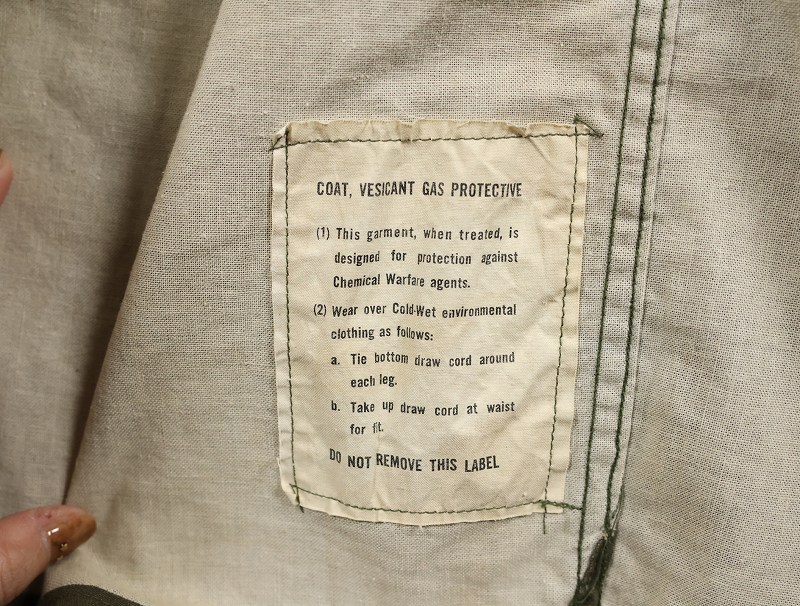 COAT, VESICANT GAS PROTECTIVE
(1) This garment, when treated, is
designed for protection against
Chemical Warfare agents.
(2) Wear over Cold-Wet environmental
clothing as follows:
a. Tie bottom draw cord around
each leg.
b. Take up draw cord at waist
for fit.
DO NOT REMOVE THIS LABEL